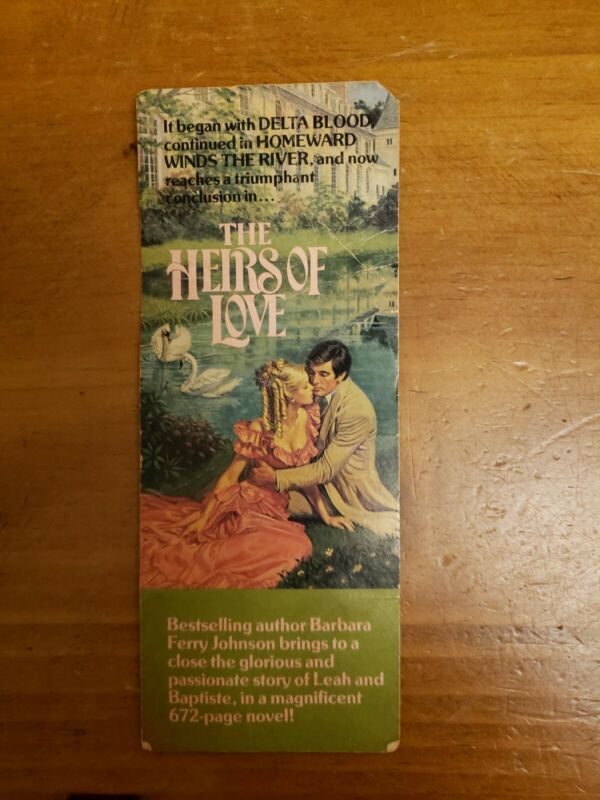 It began with DELTA BLOOD,
continued in HOMEWARD
WINDS THE RIVER, and now
reaches a triumphant
conclusion in...
THE
HEIRS OF
LOVE
Bestselling author Barbara
Ferry Johnson brings to a
close the glorious and
passionate story of Leah and
Baptiste, in a magnificent
672-page novel!